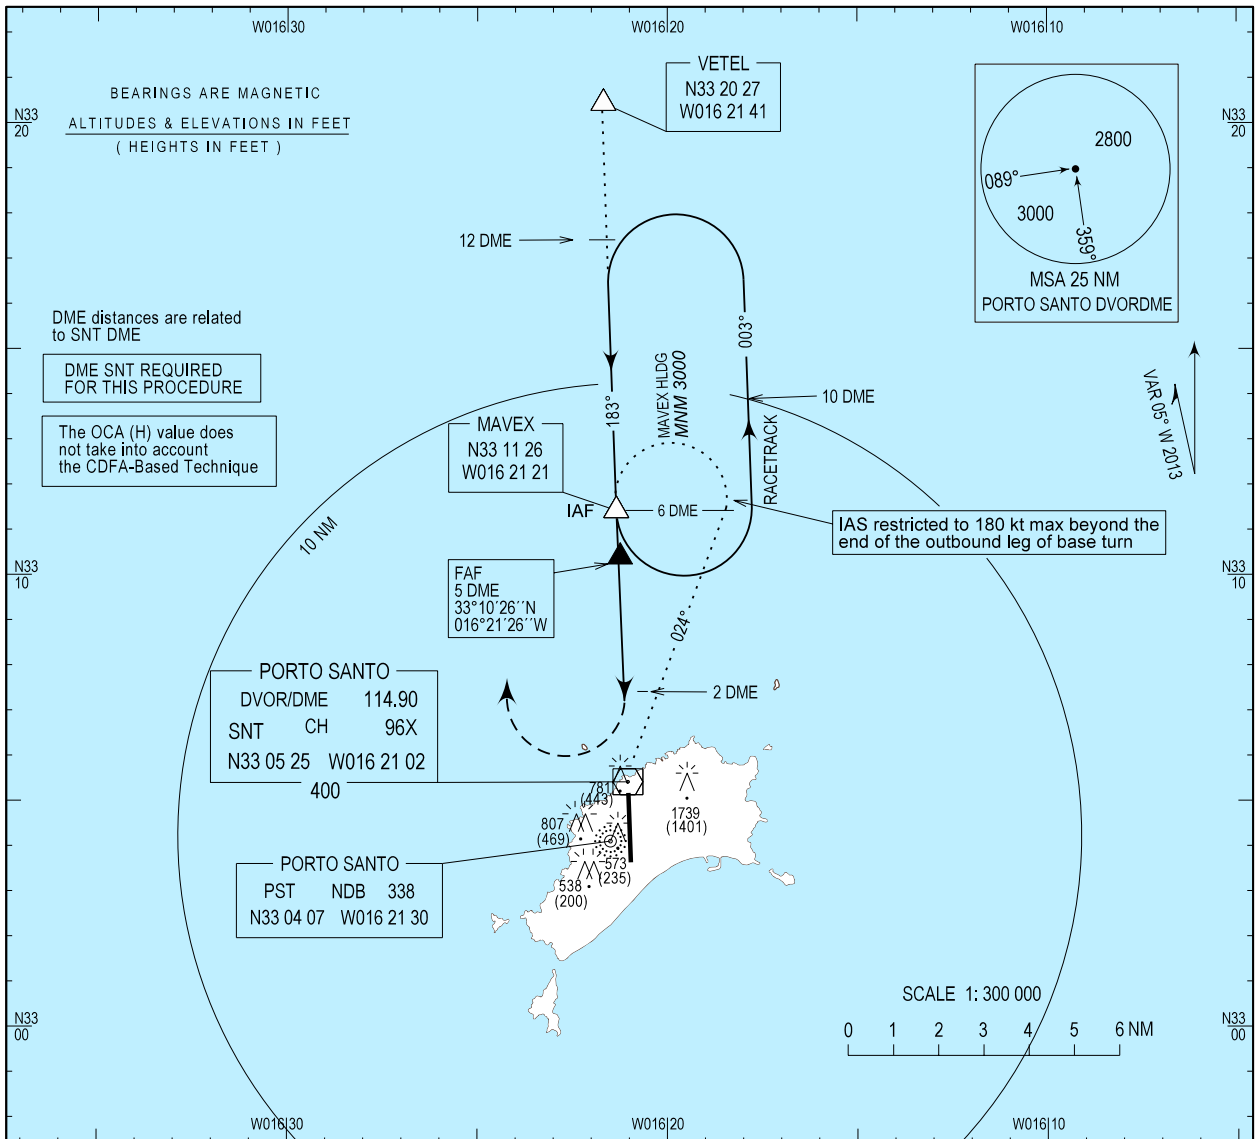 W016 30
W016 20
W016 10
N33
20
N33
20
BEARINGS ARE MAGNETIC
ALTITUDES & ELEVATIONS IN FEET
( HEIGHTS IN FEET )
VETEL
N33 20 27
W016 21 41
2800
089°
3000
359°
MSA 25 NM
PORTO SANTO DVORDME
12 DME
DME distances are related
to SNT DME
DME SNT REQUIRED
FOR THIS PROCEDURE
The OCA (H) value does
not take into account
the CDFA-Based Technique
003°
183°
MAVEX HLDG
MNM 3000
10 DME
RACETRACK
VAR 05° W 2013
MAVEX
N33 11 26
W016 21 21
IAF
6 DME
IAS restricted to 180 kt max beyond the
end of the outbound leg of base turn
10 NM
N33
10
N33
10
FAF
5 DME
33°10´26´´N
016°21´26´´W
024°
2 DME
PORTO SANTO
DVOR/DME 114.90
SNT CH 96X
N33 05 25 W016 21 02
400
781
(443)
1739
(1401)
807
(469)
573
(235)
538
(200)
PORTO SANTO
PST NDB 338
N33 04 07 W016 21 30
SCALE 1: 300 000
0 1 2 3 4 5 6 NM
N33
00
N33
00
W016 30
W016 20
W016 10